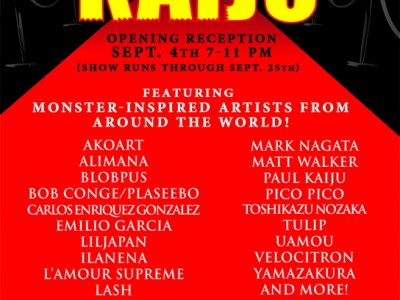 KAIJU
OPENING RECEPTION
SEPT. 4TH 7-11 PM
(SHOW RUNS THROUGH SEPT. 25TH)
FEATURING
MONSTER-INSPIRED ARTISTS FROM
AROUND THE WORLD!
AKOART
ALIMANA
BLOBPUS
BOB CONGE/PLASEEBO
CARLOS ENRIQUEZ GONZALEZ
EMILIO GARCIA
LILJAPAN
ILANENA
L'AMOUR SUPREME
LASH
MARK NAGATA
MATT WALKER
PAUL KAIJU
PICO PICO
TOSHIKAZU NOZAKA
TULIP
UAMOU
VELOCITRON
YAMAZAKURA
AND MORE!